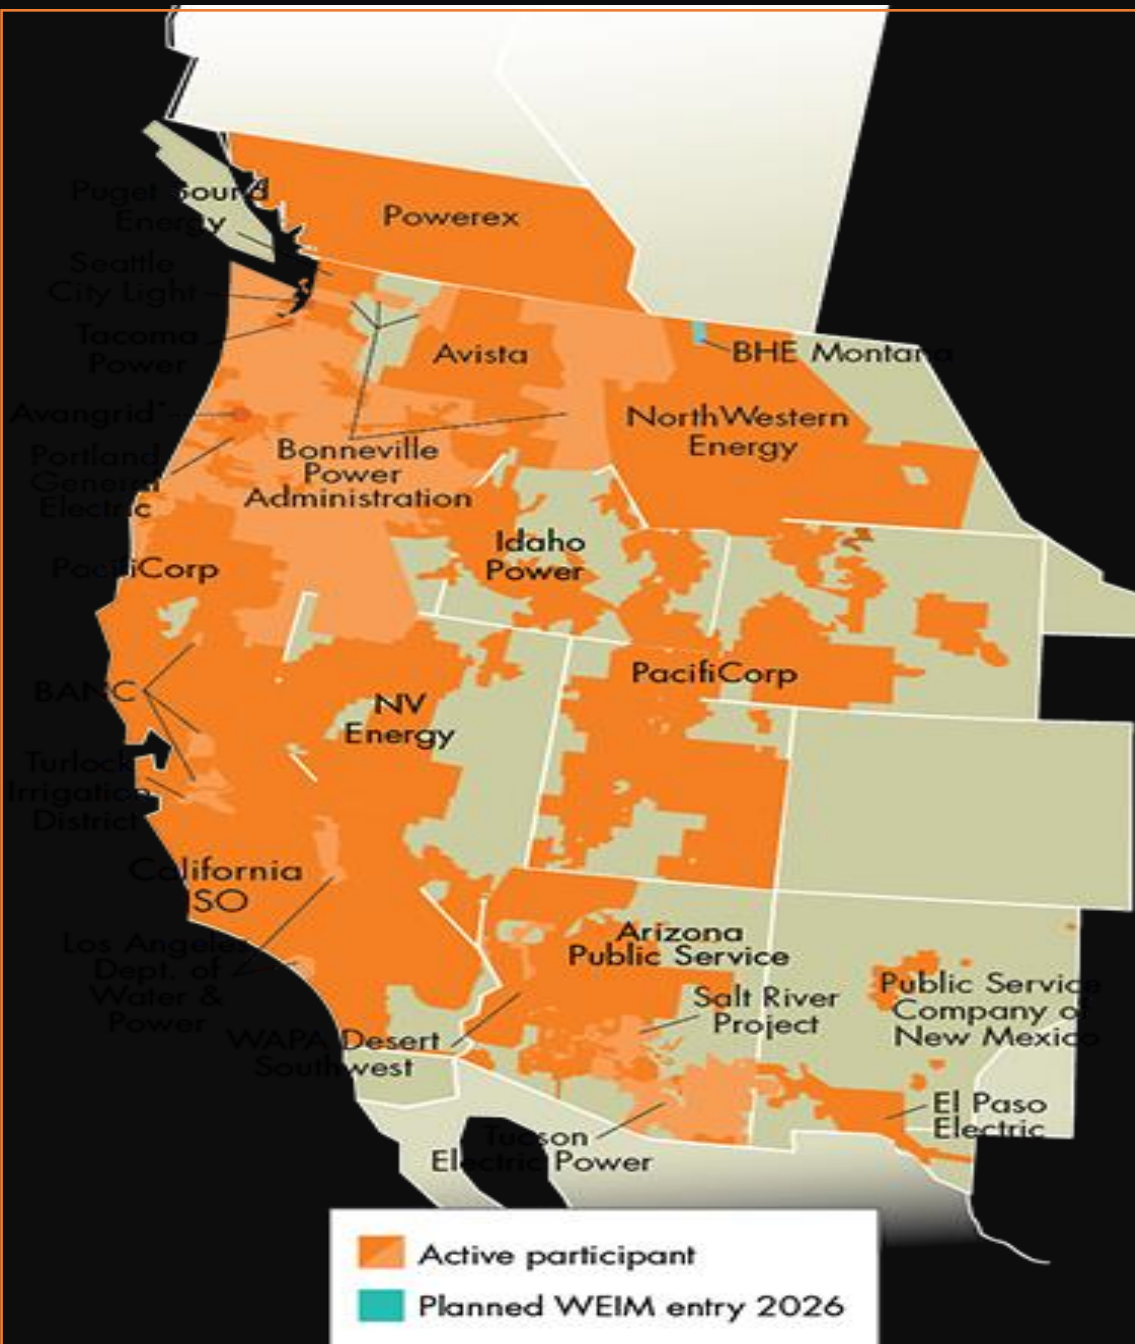 Puget Sound
Energy
Powerex
Seattle
City Light
Tacoma
Power
Avista
BHE Montana
Avangrid*
NorthWestern
Energy
Portland
General
Electric
Bonneville
Power
Administration
Idaho
Power
PacifiCorp
PacifiCorp
BANC
NV
Energy
Turlock
Irrigation
District
California
ISO
Los Angeles
Dept. of
Water &
Power
Arizona
Public Service
Salt River
Project
Public Service
Company of
New Mexico
WAPA Desert
Southwest
El Paso
Electric
Tucson
Electric Power
Active participant
Planned WEIM entry 2026